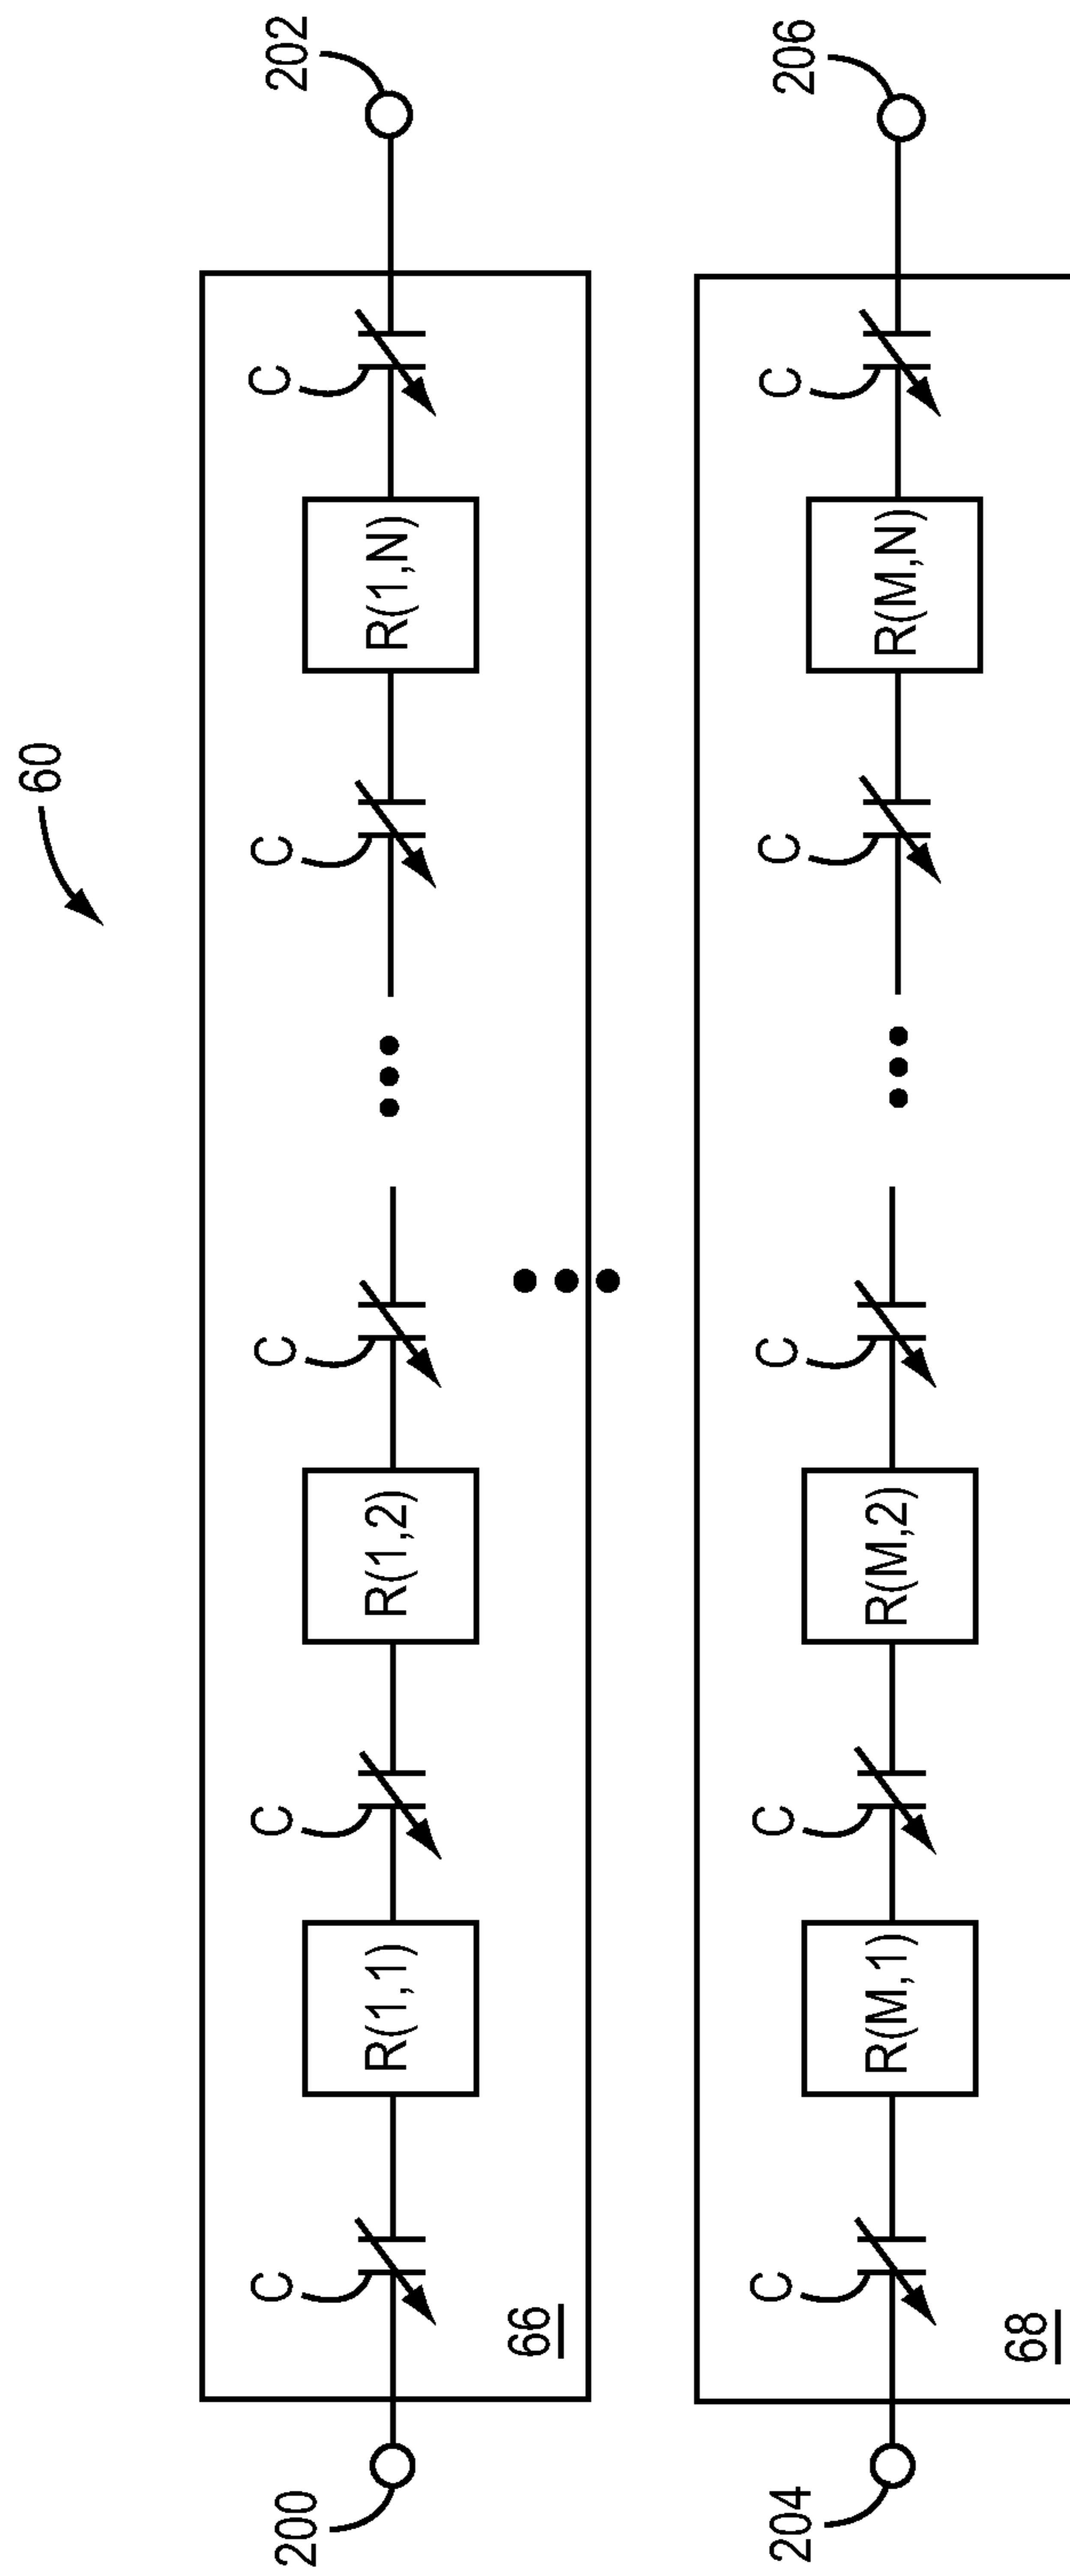 60
C
C
C
C
C
200
R(1,1)
R(1,2)
R(1,N)
202
66
C
C
C
C
C
204
R(M,1)
R(M,2)
R(M,N)
206
68